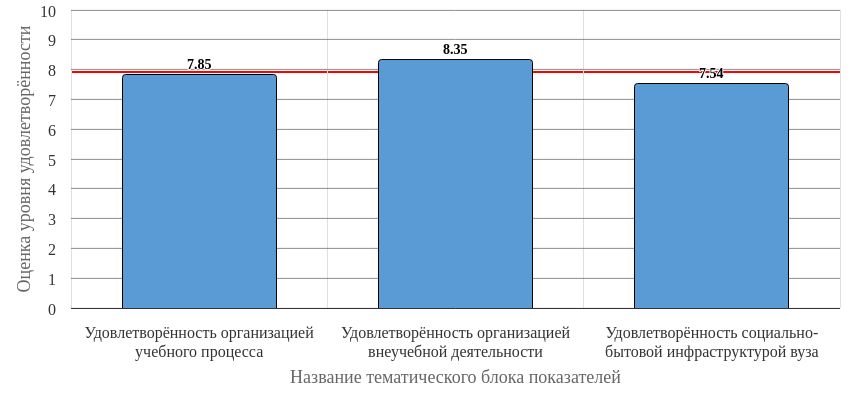 Оценка уровня удовлетворённости
10
9
8
7
6
5
4
3
2
1
0
7.85
8.35
7.54
Удовлетворённость организацией
учебного процесса
Удовлетворённость организацией
внеучебной деятельности
Удовлетворённость социально-
бытовой инфраструктурой вуза
Название тематического блока показателей